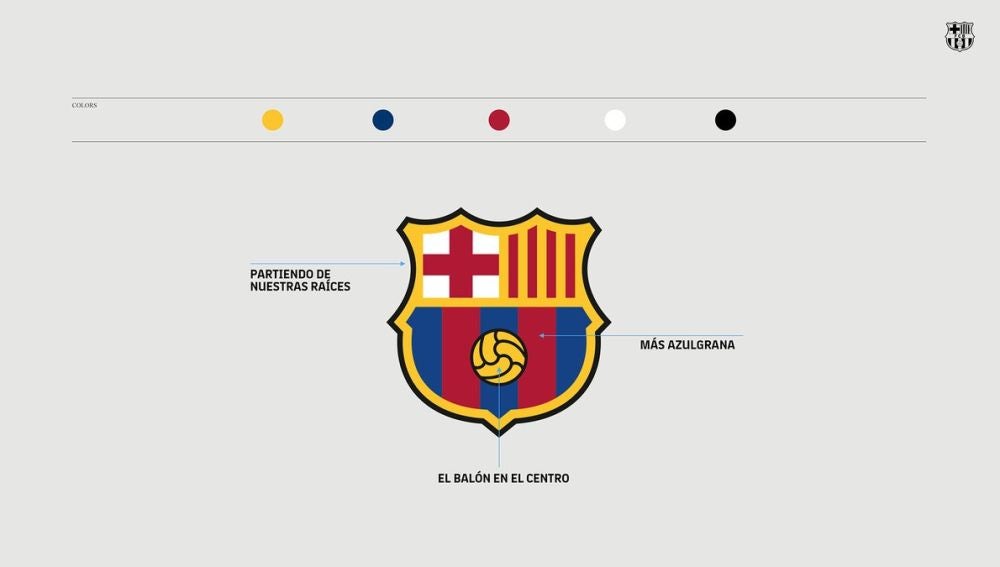 COLORS
PARTIENDO DE
NUESTRAS RAÍCES
MÁS AZULGRANA
EL BALÓN EN EL CENTRO